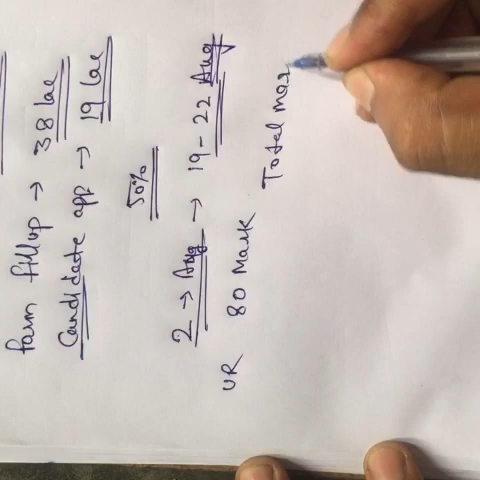 Form fillup → 38 lac
Candidate app → 19 lac
50%
2 → Aug → 19-22 Aug
UR 80 Mark
Total mar